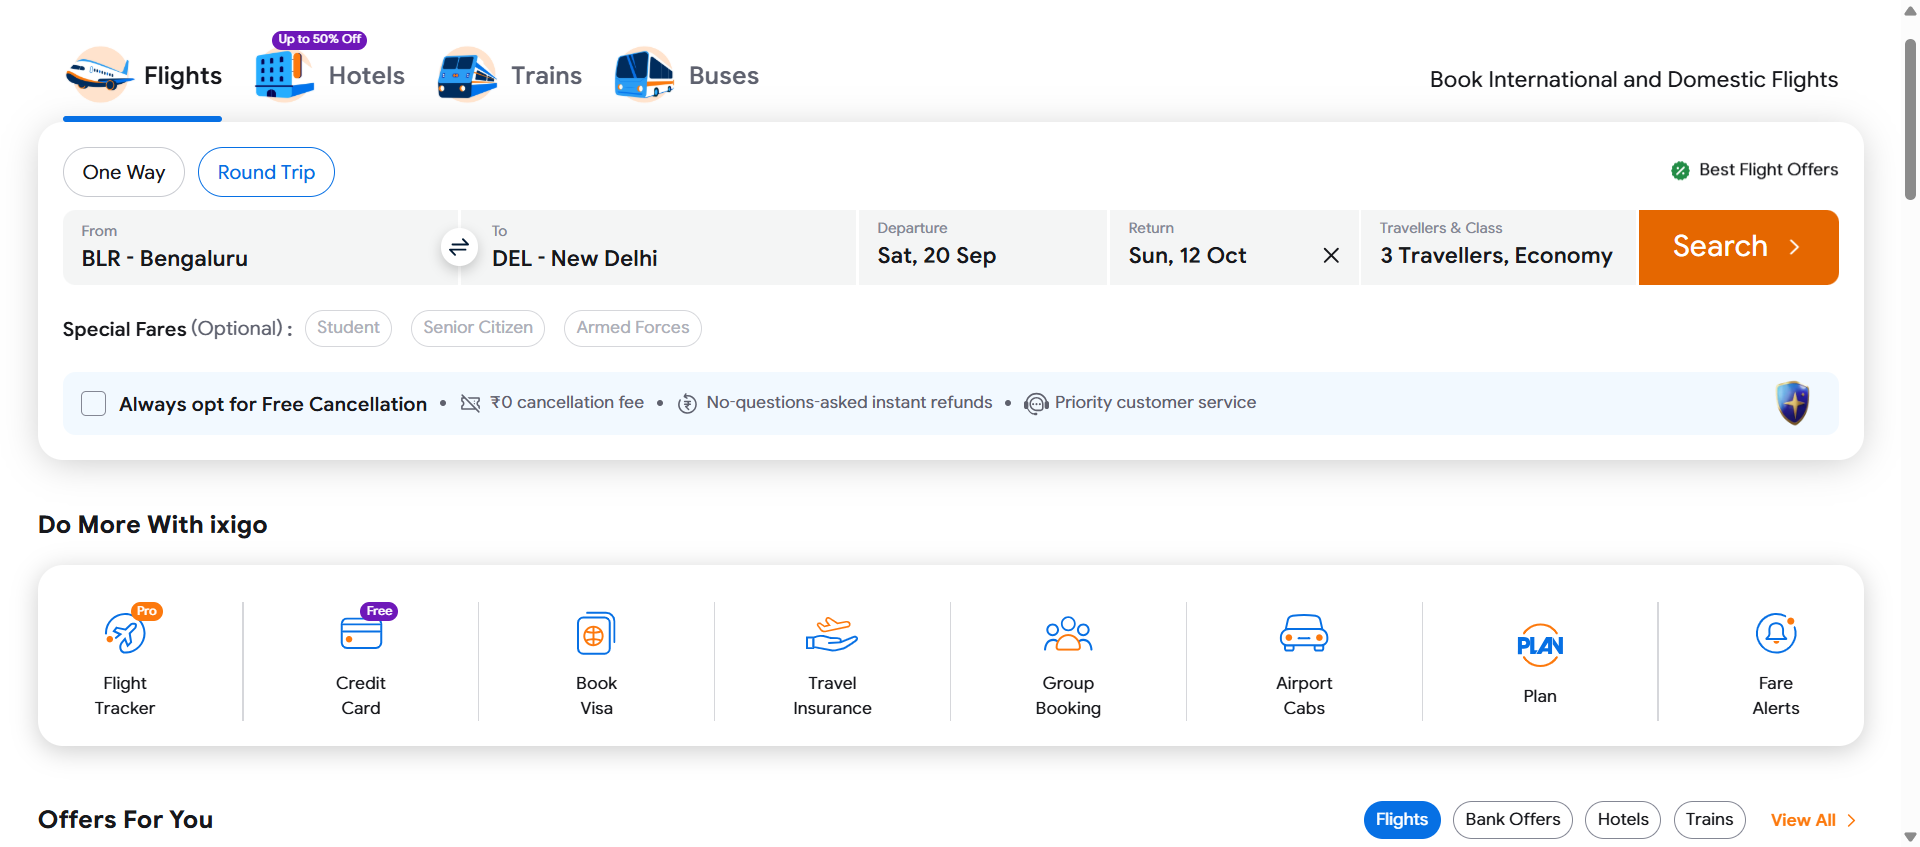 Up to 50% Off
Flights
Hotels
Trains
Buses
Book International and Domestic Flights
One Way
Round Trip
Best Flight Offers
From
BLR - Bengaluru
To
DEL - New Delhi
Departure
Sat, 20 Sep
Return
Sun, 12 Oct
Travellers & Class
3 Travellers, Economy
Search
Special Fares (Optional) :
Student
Senior Citizen
Armed Forces
Always opt for Free Cancellation • ₹0 cancellation fee • No-questions-asked instant refunds • Priority customer service
Do More With ixigo
Pro
Flight
Tracker
Free
Credit
Card
Book
Visa
Travel
Insurance
Group
Booking
Airport
Cabs
PLAN
Plan
Fare
Alerts
Offers For You
Flights
Bank Offers
Hotels
Trains
View All